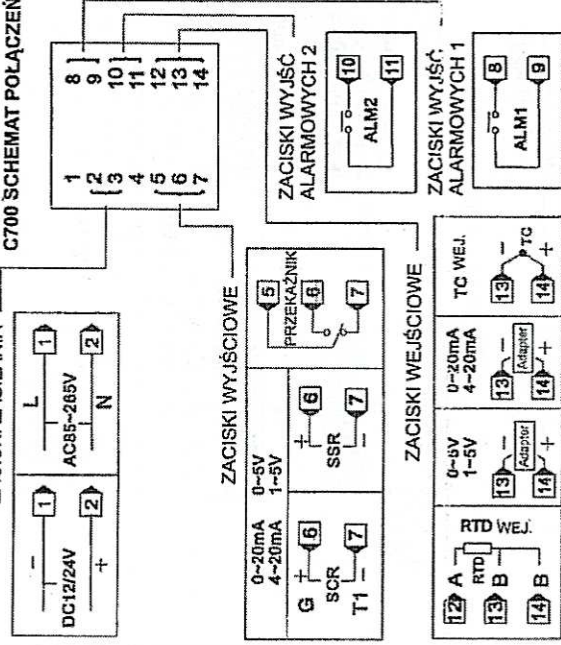 C700 SCHEMAT POŁĄCZEŃ
1 8
2 9
3 10
4 11
5 12
6 13
7 14
DC12/24V
−
+
1
2
AC85~265V
L
N
1
2
ZACISKI WYJŚCIOWE
0~20mA
4~20mA
G
+
SCR
T1 −
6
7
0~5V
1~5V
+
SSR
−
6
7
PRZEKAŹNIK
5
6
7
ZACISKI WYJŚĆ
ALARMOWYCH 2
10
ALM2
11
ZACISKI WYJŚĆ
ALARMOWYCH 1
8
ALM1
9
ZACISKI WEJŚCIOWE
RTD WEJ.
12 A
RTD
13 B
14 B
0~5V
1~5V
13 −
Adapter
14 +
0~20mA
4~20mA
13 −
Adapter
14 +
TC WEJ.
13 −
TC
14 +